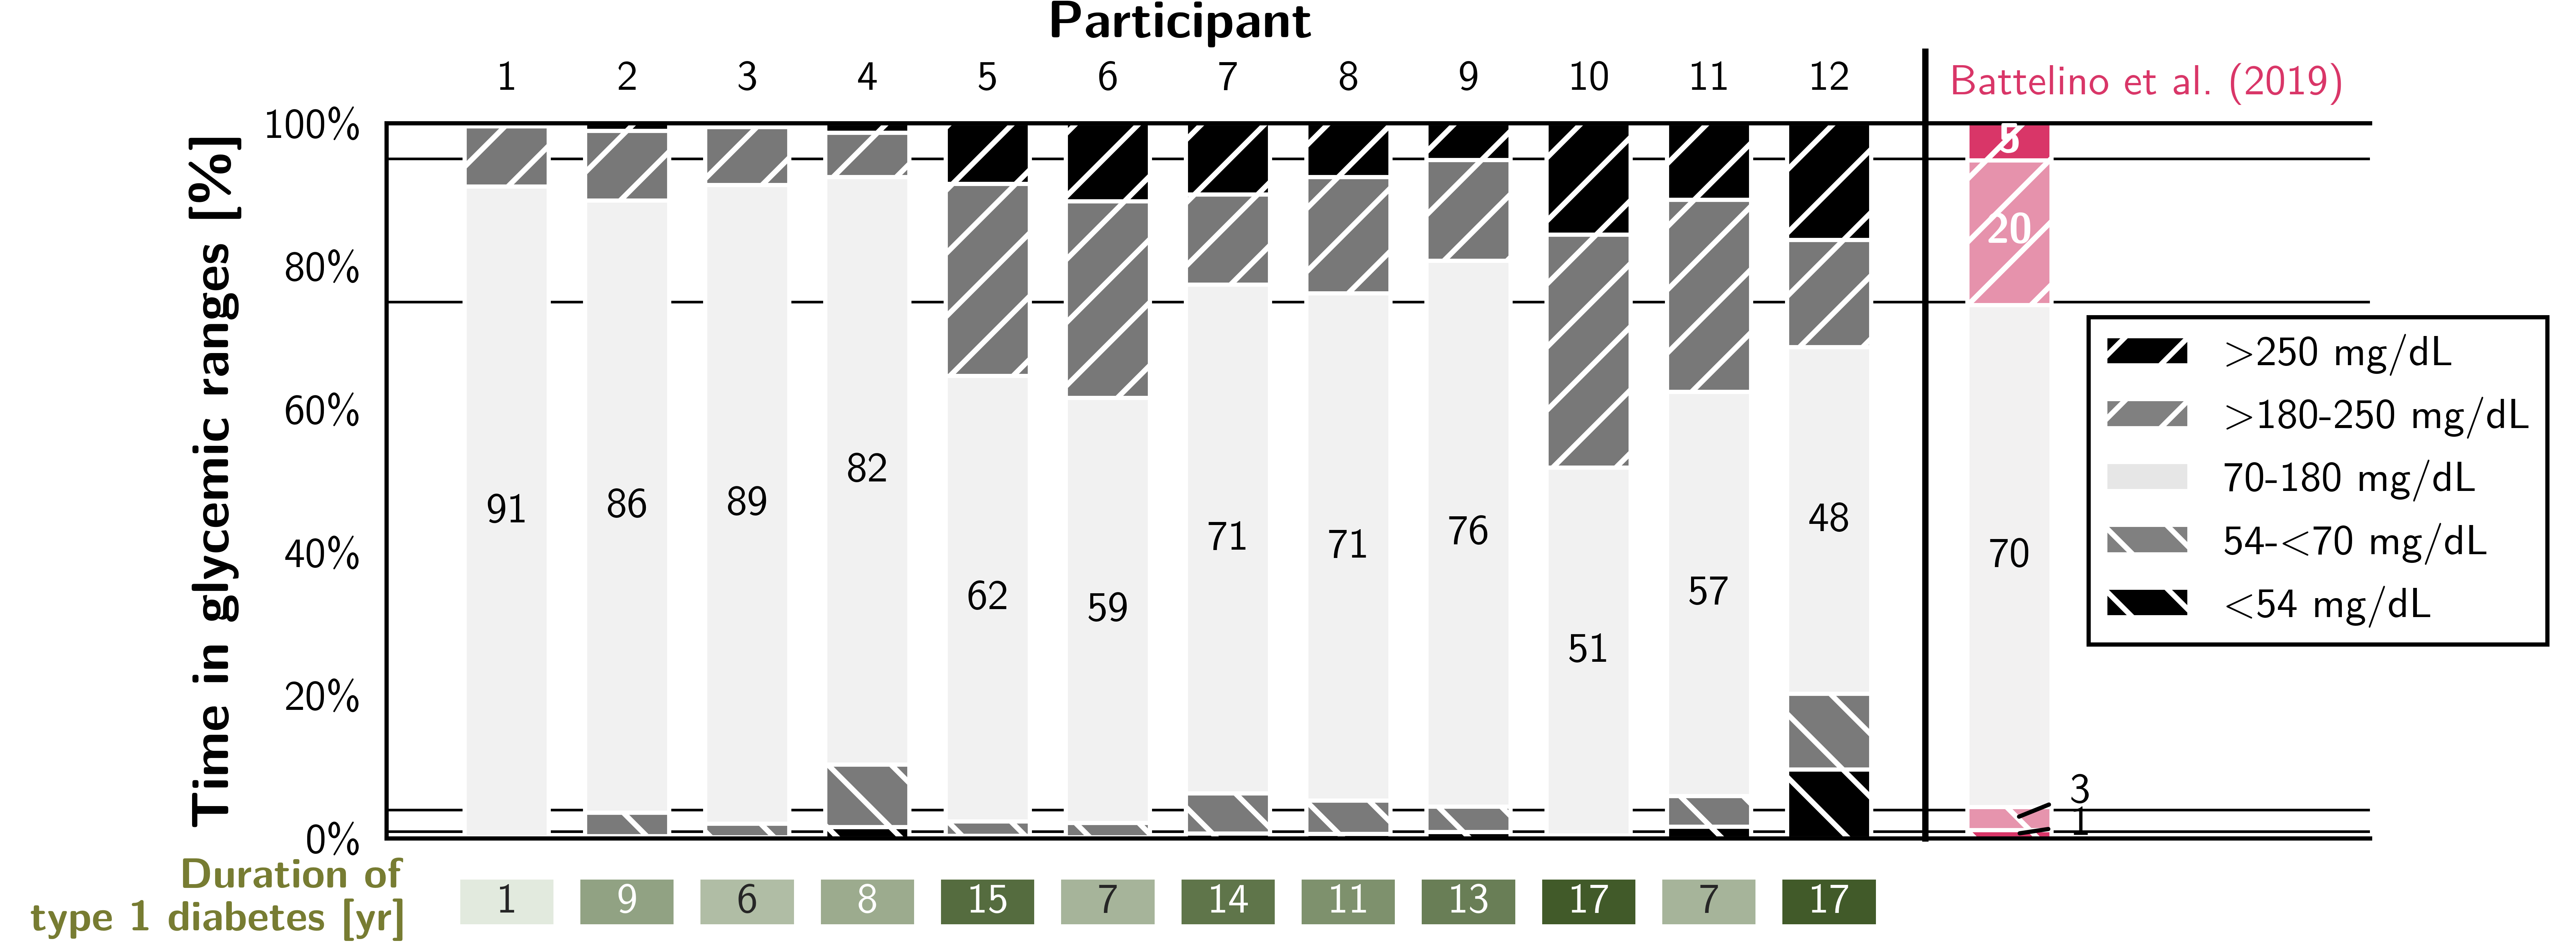 Participant
1 2 3 4 5 6 7 8 9 10 11 12 Battelino et al. (2019)
Time in glycemic ranges [%]
100%
80%
60%
40%
20%
0%
91 86 89 82 62 59 71 71 76 51 57 48
5
20
70
3
1
>250 mg/dL
>180-250 mg/dL
70-180 mg/dL
54-<70 mg/dL
<54 mg/dL
Duration of
type 1 diabetes [yr]
1 9 6 8 15 7 14 11 13 17 7 17